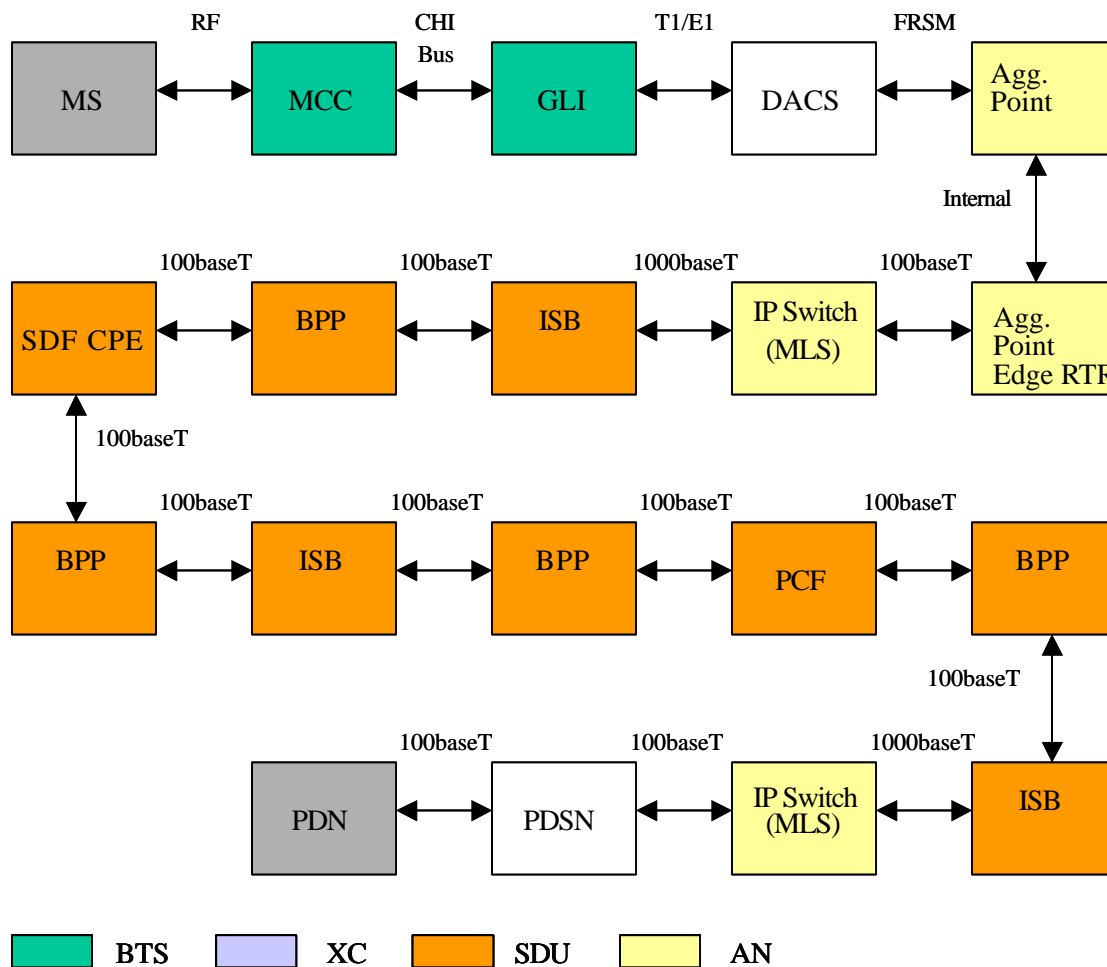 RF
CHI
Bus
T1/E1
FRSM
MS
MCC
GLI
DACS
Agg.
Point
Internal
100baseT
100baseT
1000baseT
100baseT
SDF CPE
BPP
ISB
IP Switch
(MLS)
Agg.
Point
Edge RTR
100baseT
100baseT
100baseT
100baseT
100baseT
BPP
ISB
BPP
PCF
BPP
100baseT
100baseT
100baseT
1000baseT
PDN
PDSN
IP Switch
(MLS)
ISB
BTS
XC
SDU
AN